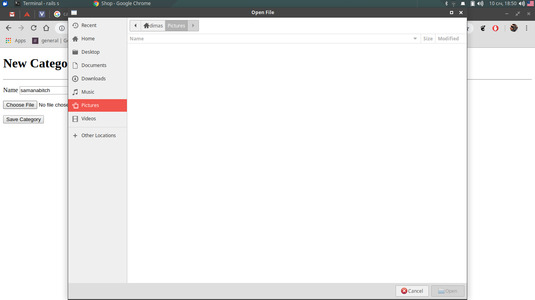 Terminal - rails s
Shop - Google Chrome
10 січ, 18:50
Open File
Recent
Home
Desktop
Documents
Downloads
Music
Pictures
Videos
Other Locations
dimas
Pictures
Name
Size
Modified
Apps
general | G
New Catego
Name samanabitch
Choose File No file chose
Save Category
Cancel
Open